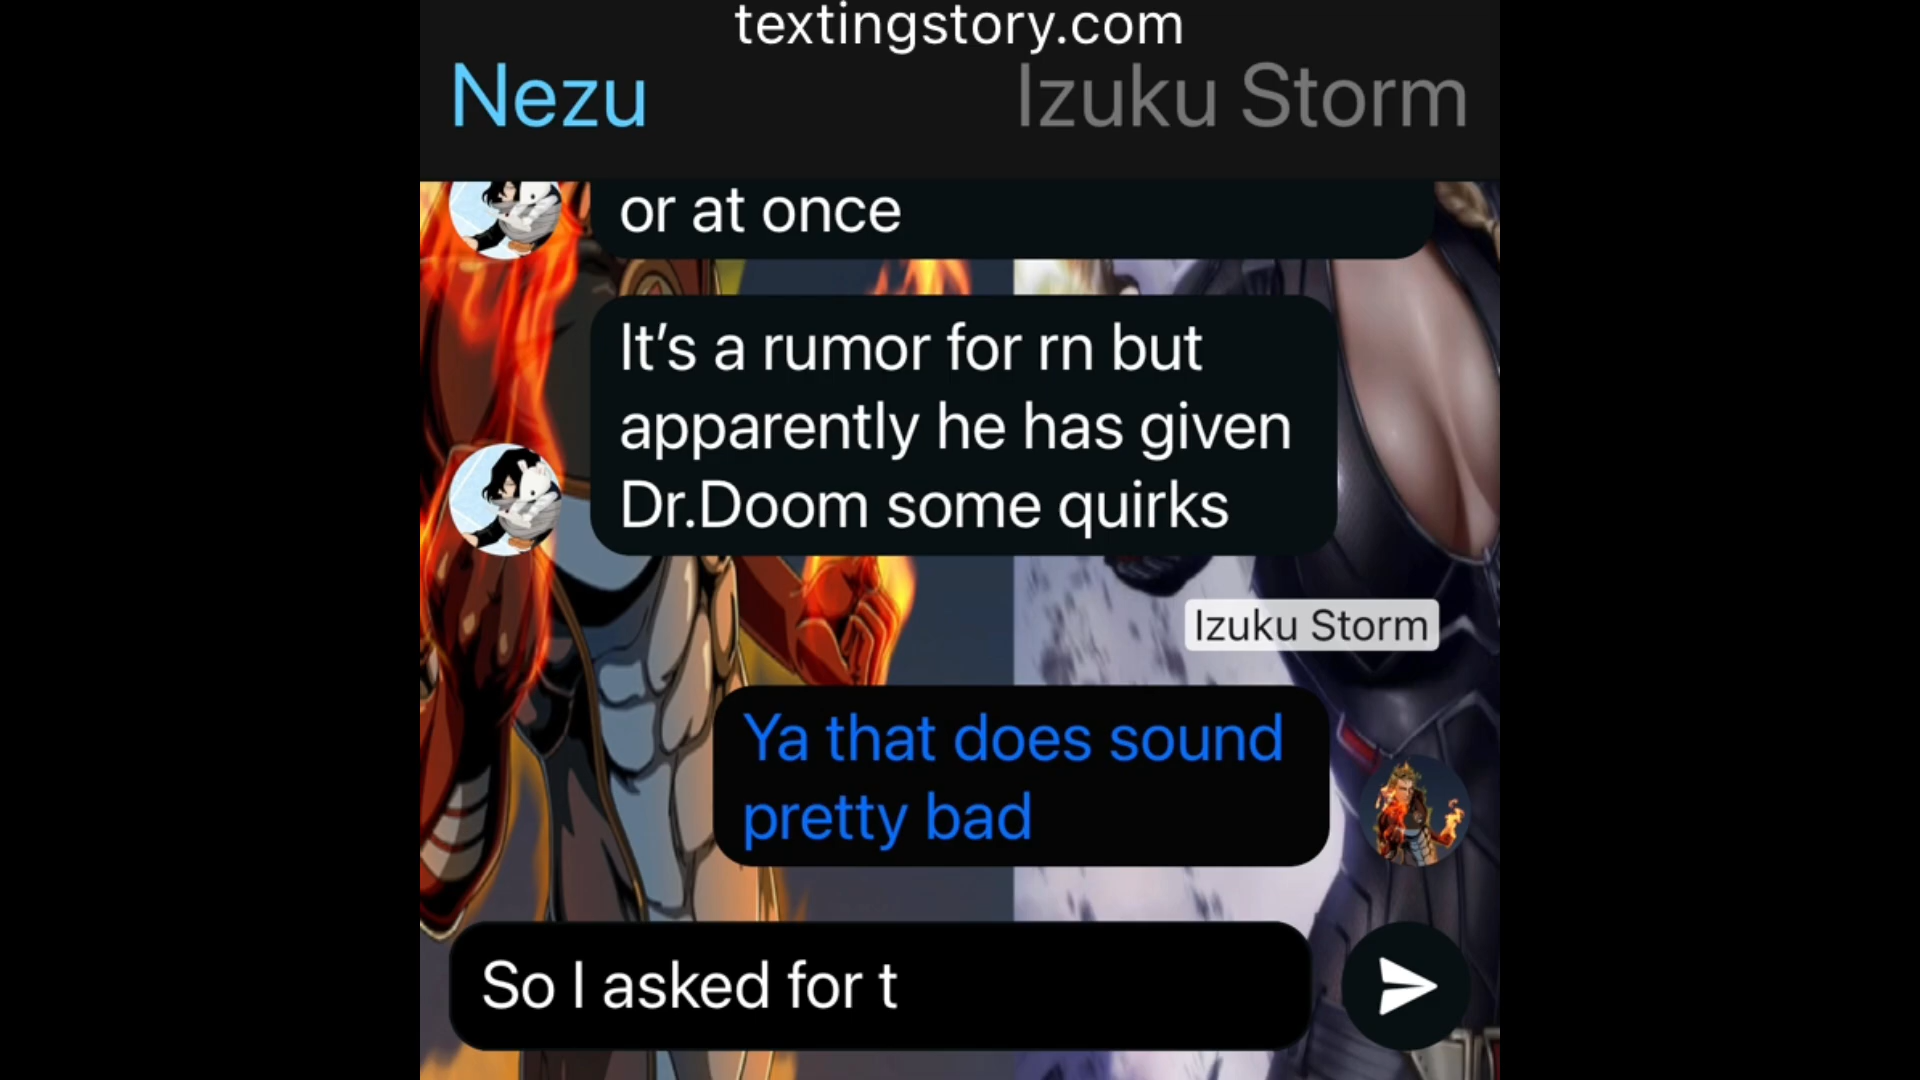 textingstory.com
Nezu
Izuku Storm
or at once
It’s a rumor for rn but
apparently he has given
Dr.Doom some quirks
Izuku Storm
Ya that does sound
pretty bad
So I asked for t